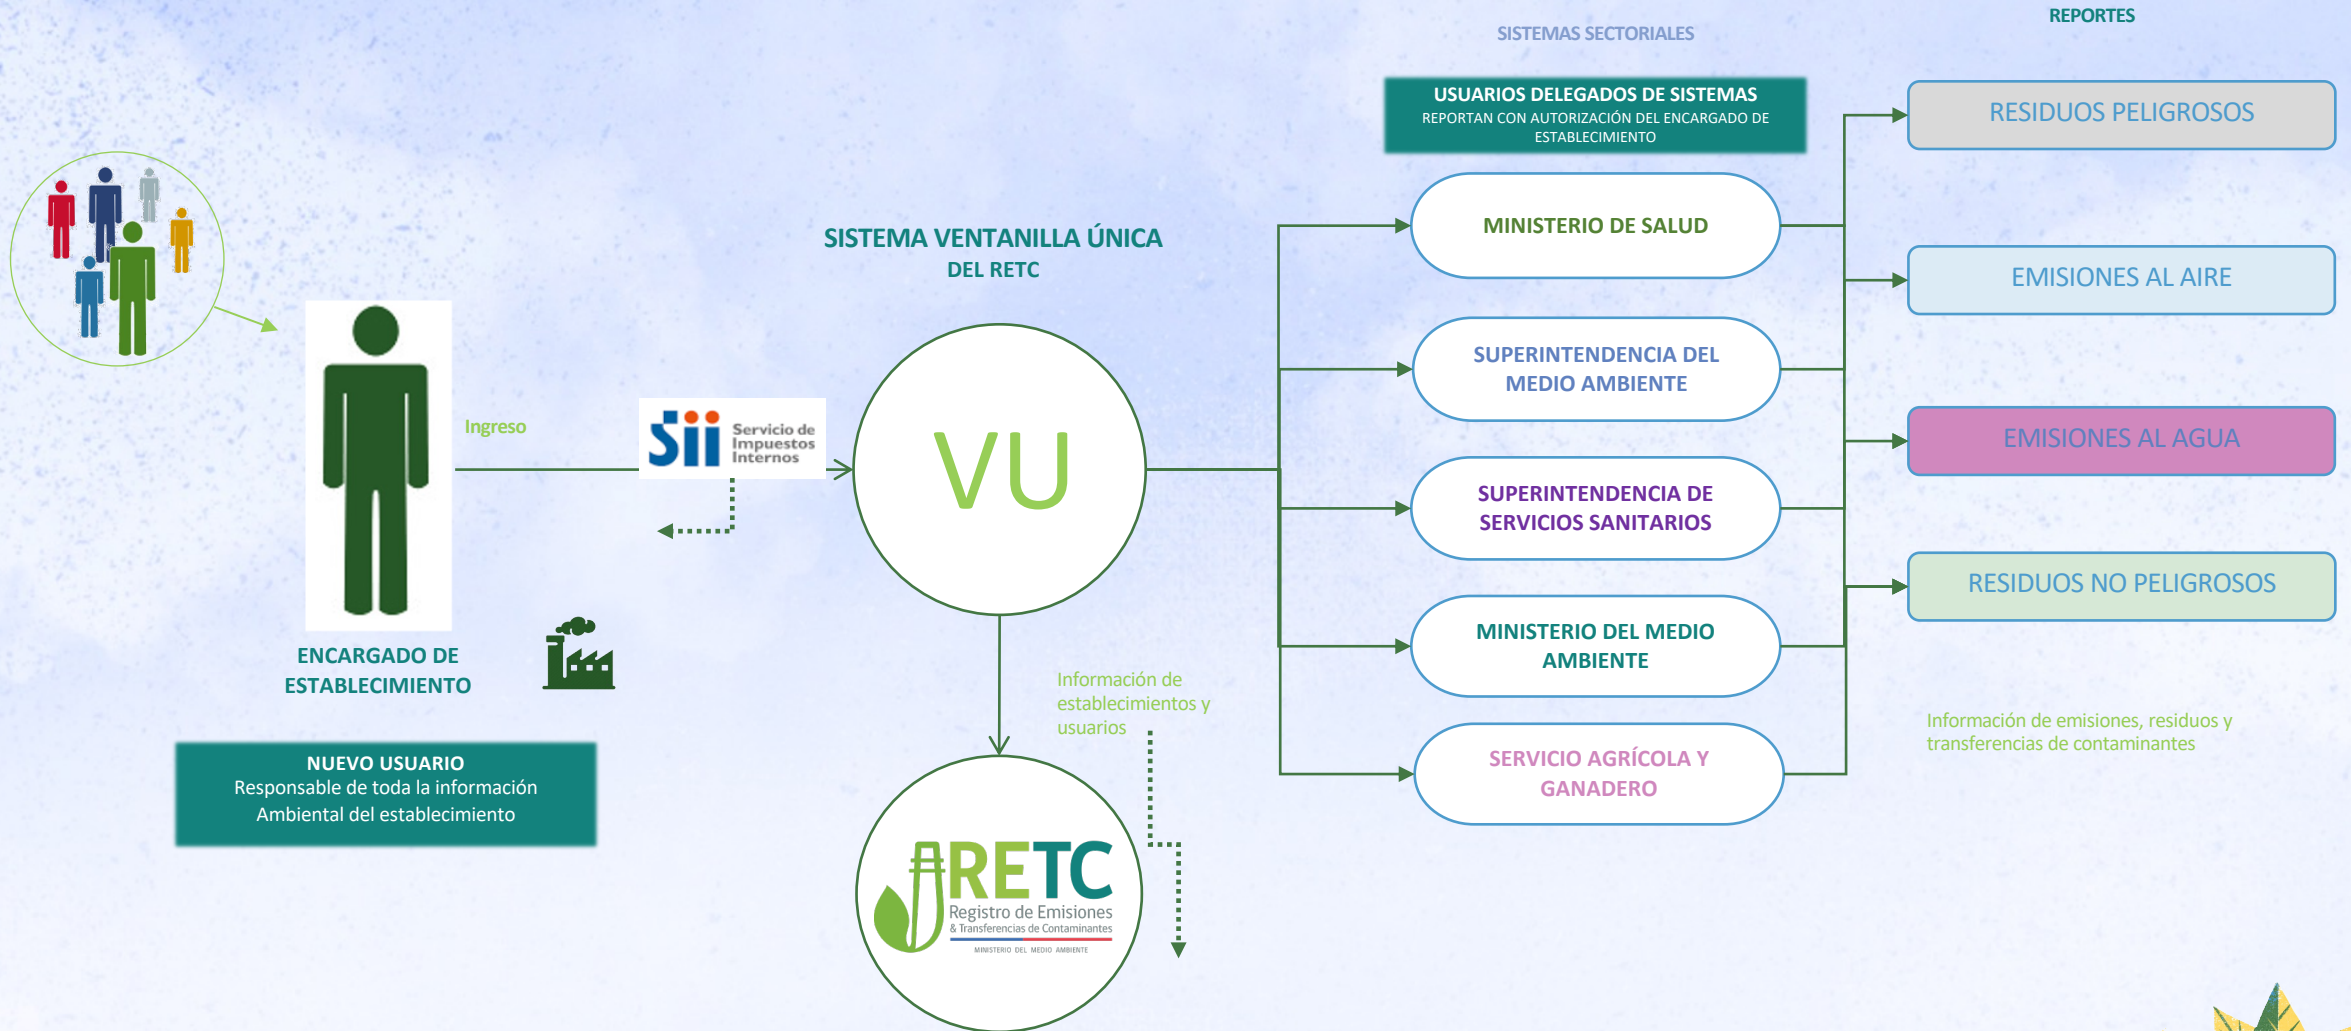 REPORTES
SISTEMAS SECTORIALES
USUARIOS DELEGADOS DE SISTEMAS
REPORTAN CON AUTORIZACIÓN DEL ENCARGADO DE
ESTABLECIMIENTO
RESIDUOS PELIGROSOS
MINISTERIO DE SALUD
SISTEMA VENTANILLA ÚNICA
DEL RETC
EMISIONES AL AIRE
SUPERINTENDENCIA DEL
MEDIO AMBIENTE
Ingreso
Sii
Servicio de
Impuestos
Internos
VU
EMISIONES AL AGUA
SUPERINTENDENCIA DE
SERVICIOS SANITARIOS
RESIDUOS NO PELIGROSOS
MINISTERIO DEL MEDIO
AMBIENTE
ENCARGADO DE
ESTABLECIMIENTO
Información de
establecimientos y
usuarios
Información de emisiones, residuos y
transferencias de contaminantes
SERVICIO AGRÍCOLA Y
GANADERO
NUEVO USUARIO
Responsable de toda la información
Ambiental del establecimiento
RETC
Registro de Emisiones
& Transferencias de Contaminantes
MINISTERIO DEL MEDIO AMBIENTE